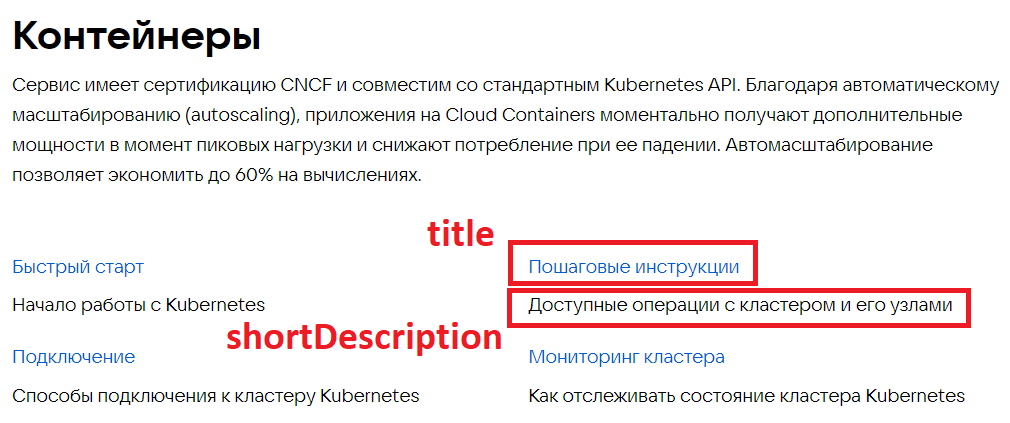 Контейнеры
Сервис имеет сертификацию CNCF и совместим со стандартным Kubernetes API. Благодаря автоматическому
масштабированию (autoscaling), приложения на Cloud Containers моментально получают дополнительные
мощности в момент пиковых нагрузки и снижают потребление при ее падении. Автомасштабирование
позволяет экономить до 60% на вычислениях.
title
Быстрый старт
Пошаговые инструкции
Начало работы с Kubernetes
Доступные операции с кластером и его узлами
shortDescription
Подключение
Мониторинг кластера
Способы подключения к кластеру Kubernetes
Как отслеживать состояние кластера Kubernetes